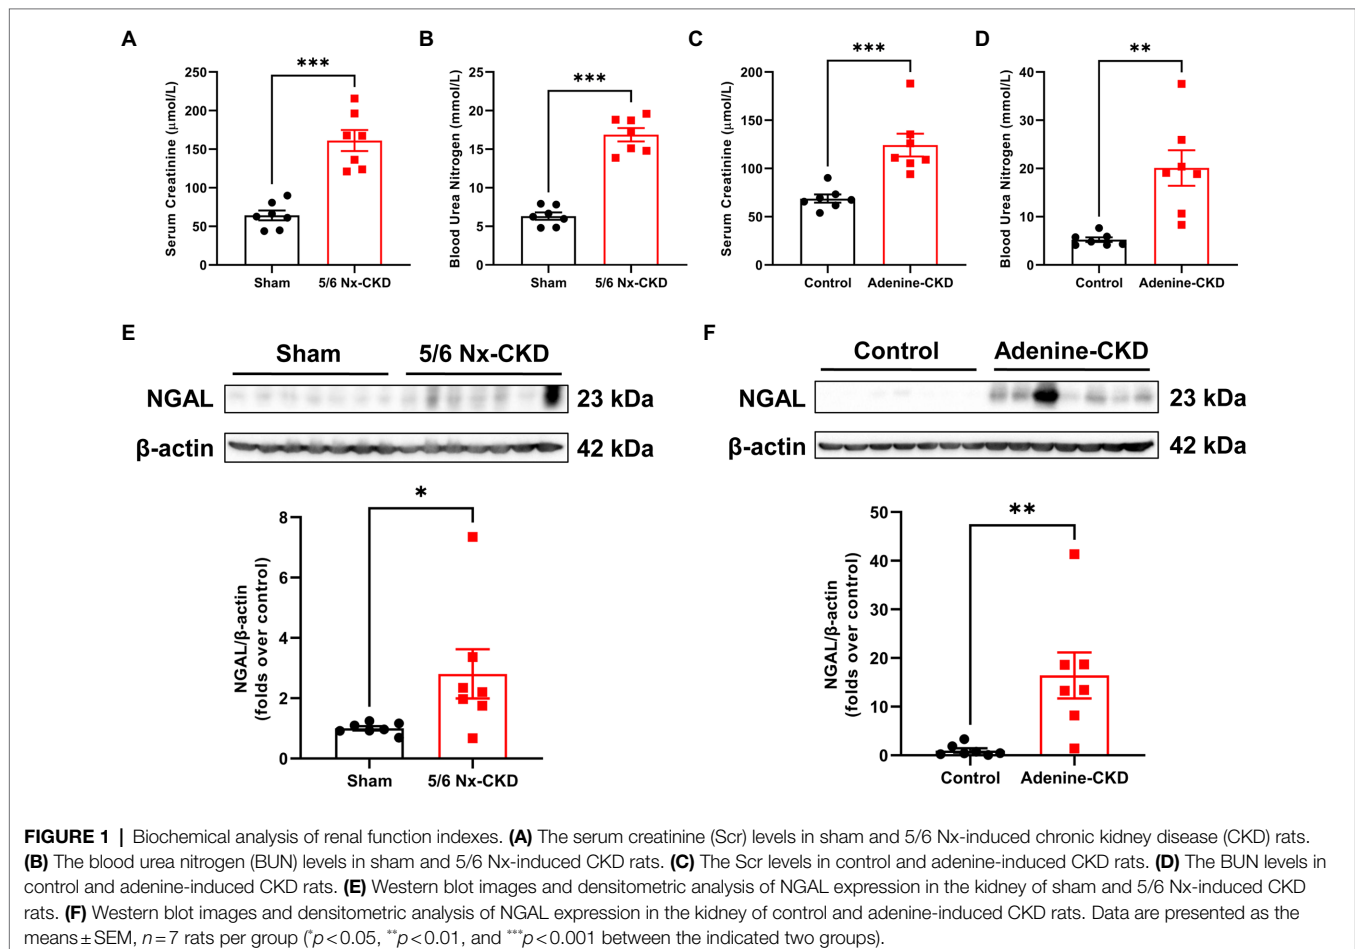 A
B
C
D
***
***
***
**
250
200
150
100
50
0
Serum Creatinine (μmol/L)
Sham 5/6 Nx-CKD
25
20
15
10
5
0
Blood Urea Nitrogen (mmol/L)
Sham 5/6 Nx-CKD
200
150
100
50
0
Serum Creatinine (μmol/L)
Control Adenine-CKD
40
30
20
10
0
Blood Urea Nitrogen (mmol/L)
Control Adenine-CKD
E
Sham 5/6 Nx-CKD
NGAL 23 kDa
β-actin 42 kDa
*
8
6
4
2
0
NGAL/β-actin
(folds over control)
Sham 5/6 Nx-CKD
F
Control Adenine-CKD
NGAL 23 kDa
β-actin 42 kDa
**
50
40
30
20
10
0
NGAL/β-actin
(folds over control)
Control Adenine-CKD
FIGURE 1 | Biochemical analysis of renal function indexes. (A) The serum creatinine (Scr) levels in sham and 5/6 Nx-induced chronic kidney disease (CKD) rats.
(B) The blood urea nitrogen (BUN) levels in sham and 5/6 Nx-induced CKD rats. (C) The Scr levels in control and adenine-induced CKD rats. (D) The BUN levels in
control and adenine-induced CKD rats. (E) Western blot images and densitometric analysis of NGAL expression in the kidney of sham and 5/6 Nx-induced CKD
rats. (F) Western blot images and densitometric analysis of NGAL expression in the kidney of control and adenine-induced CKD rats. Data are presented as the
means±SEM, n=7 rats per group (*p<0.05, **p<0.01, and ***p<0.001 between the indicated two groups).